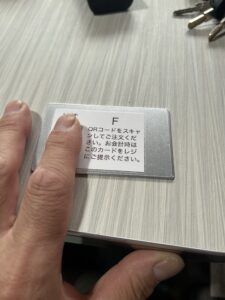 F
QRコードをスキャ
ンしてご注文くだ
さい。お会計時は
このカードをレジ
にご提示ください。